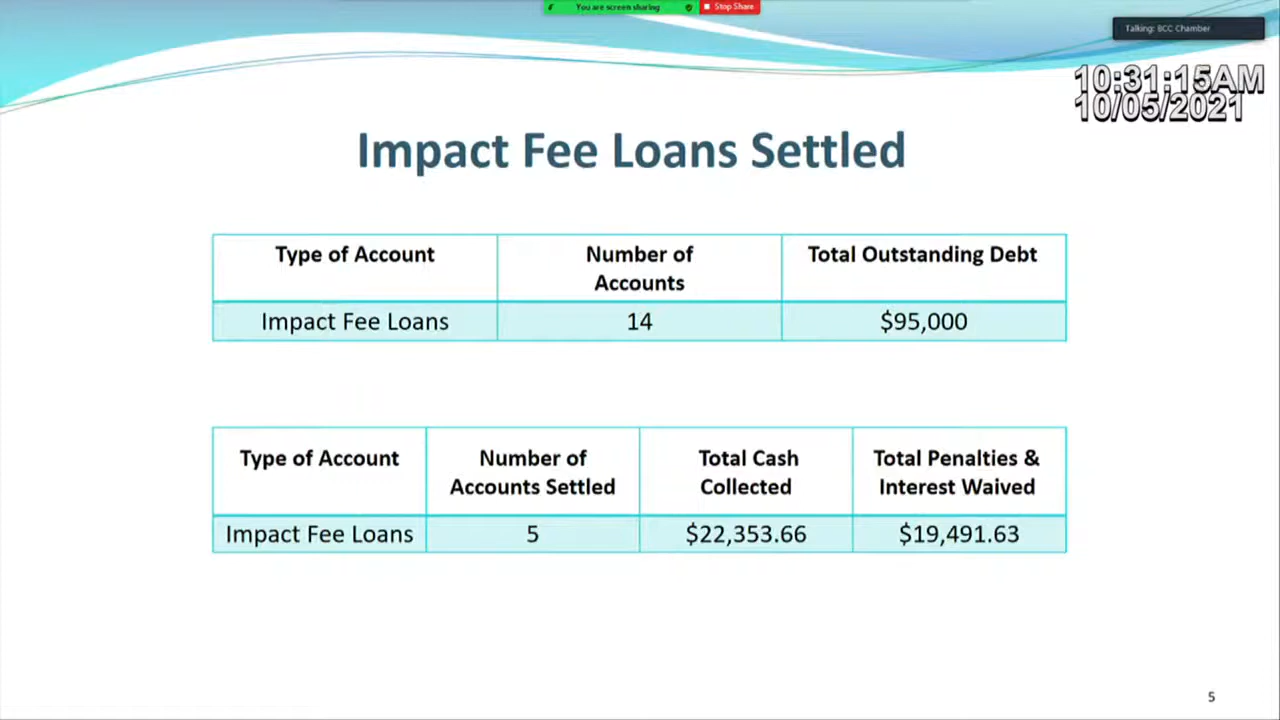 You are screen sharing
Stop Share
Talking: BCC Chamber
10:31:15AM
10/05/2021
Impact Fee Loans Settled
Type of Account Number of Accounts Total Outstanding Debt
Impact Fee Loans 14 $95,000
Type of Account Number of Accounts Settled Total Cash Collected Total Penalties & Interest Waived
Impact Fee Loans 5 $22,353.66 $19,491.63
5